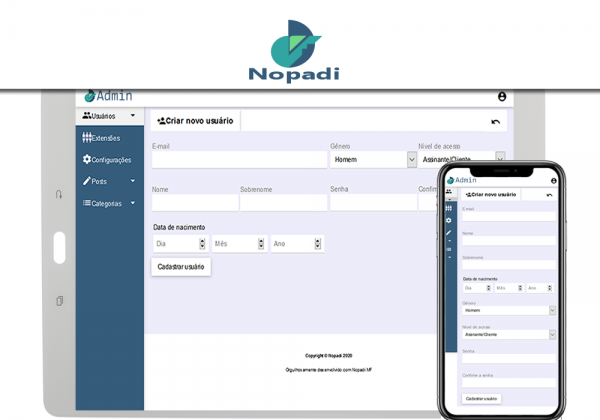 Nopadi
Admin
Usuários
Extensões
Configurações
Posts
Categorias
Criar novo usuário
E-mail
Gênero
Nivel de acesso
Homem
Assinante/Cliente
Nome
Sobrenome
Senha
Confirm
Data de nacimento
Dia
Mês
Ano
Cadastrar usuário
Copyright © Nopadi 2020
Orgulhosamente desenvolvido com Nopadi MF
Admin
Criar novo usuário
E-mail
Nome
Sobrenome
Data de nacimento
Dia
Mês
Ano
Gênero
Homem
Nivel de acesso
Assinante/Cliente
Senha
Confirme a senha
Cadastrar usuário